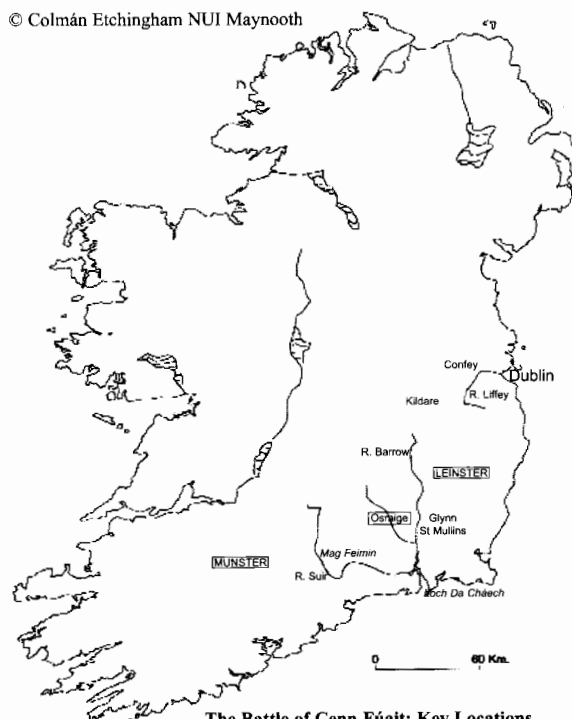 © Colmán Etchingham NUI Maynooth
Confey
Dublin
R. Liffey
Kildare
R. Barrow
LEINSTER
Osraige
Glynn
St Mullins
Mag Feimin
MUNSTER
R. Suir
Loch Da Cháech
0 60 Km.
The Battle of Cenn Fúait: Key Locations